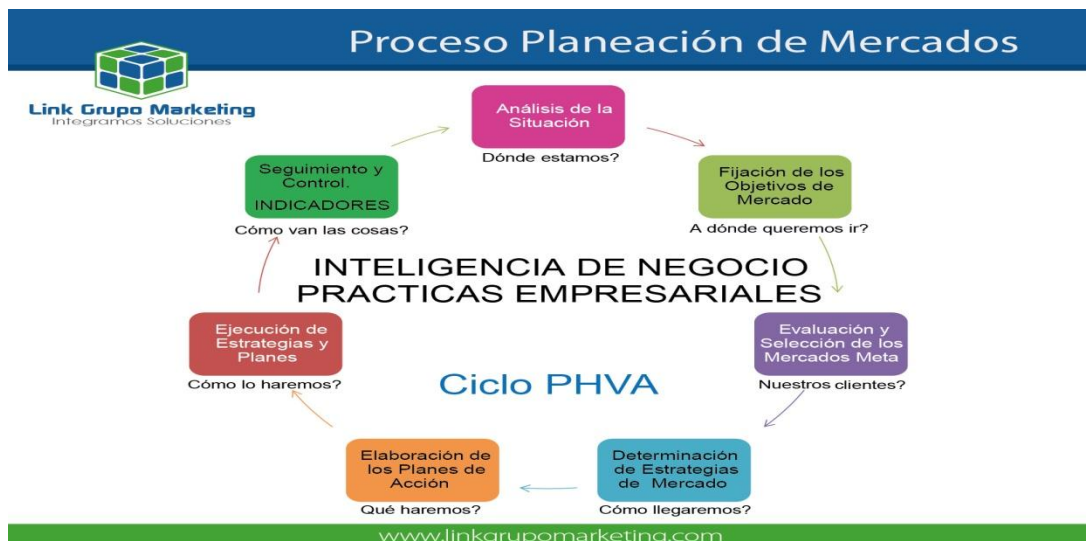 Proceso Planeación de Mercados
Link Grupo Marketing
Integramos Soluciones
Análisis de la
Situación
Dónde estamos?
Fijación de los
Objetivos de
Mercado
A dónde queremos ir?
Evaluación y
Selección de los
Mercados Meta
Nuestros clientes?
Determinación
de Estrategias
de Mercado
Cómo llegaremos?
Elaboración de
los Planes de
Acción
Qué haremos?
Ejecución de
Estrategias y
Planes
Cómo lo haremos?
Seguimiento y
Control.
INDICADORES
Cómo van las cosas?
INTELIGENCIA DE NEGOCIO
PRACTICAS EMPRESARIALES
Ciclo PHVA
www.linkgrupomarketing.com